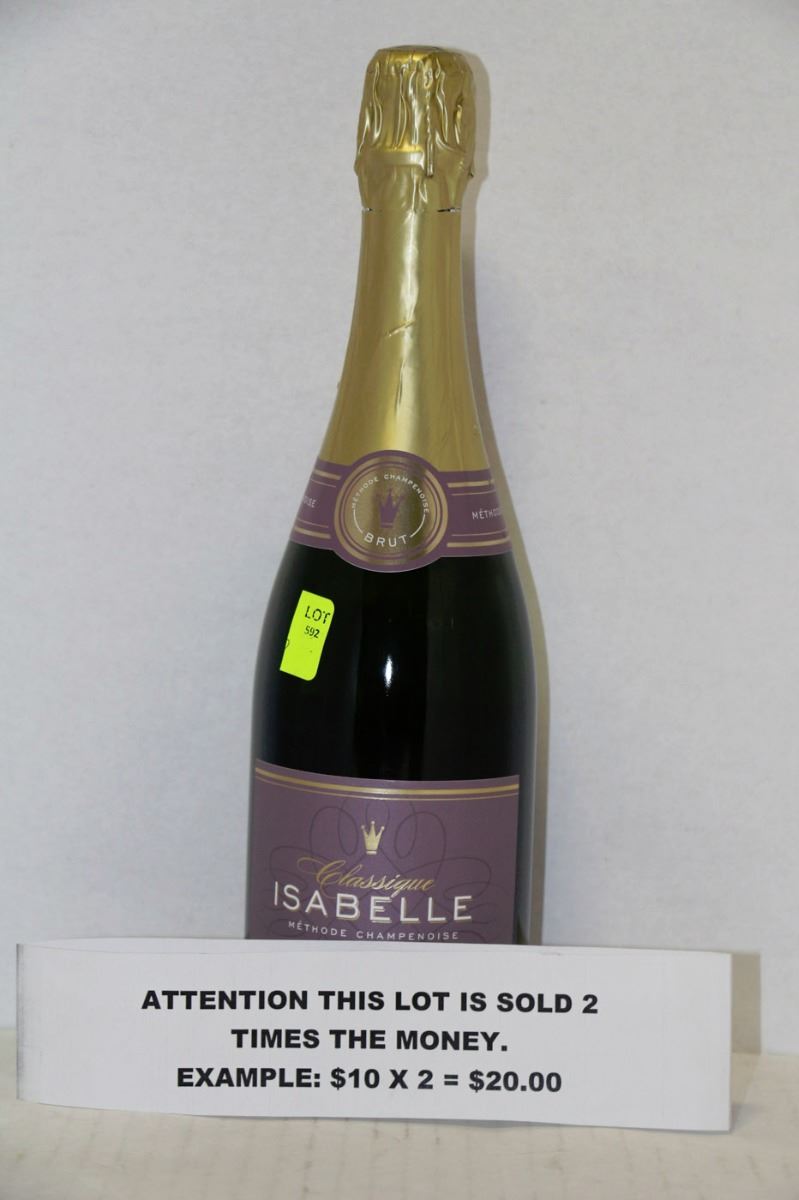 MÉTHODE CHAMPENOISE
BRUT
MÉTHO
LOT
592
Classique
ISABELLE
MÉTHODE CHAMPENOISE
ATTENTION THIS LOT IS SOLD 2
TIMES THE MONEY.
EXAMPLE: $10 X 2 = $20.00